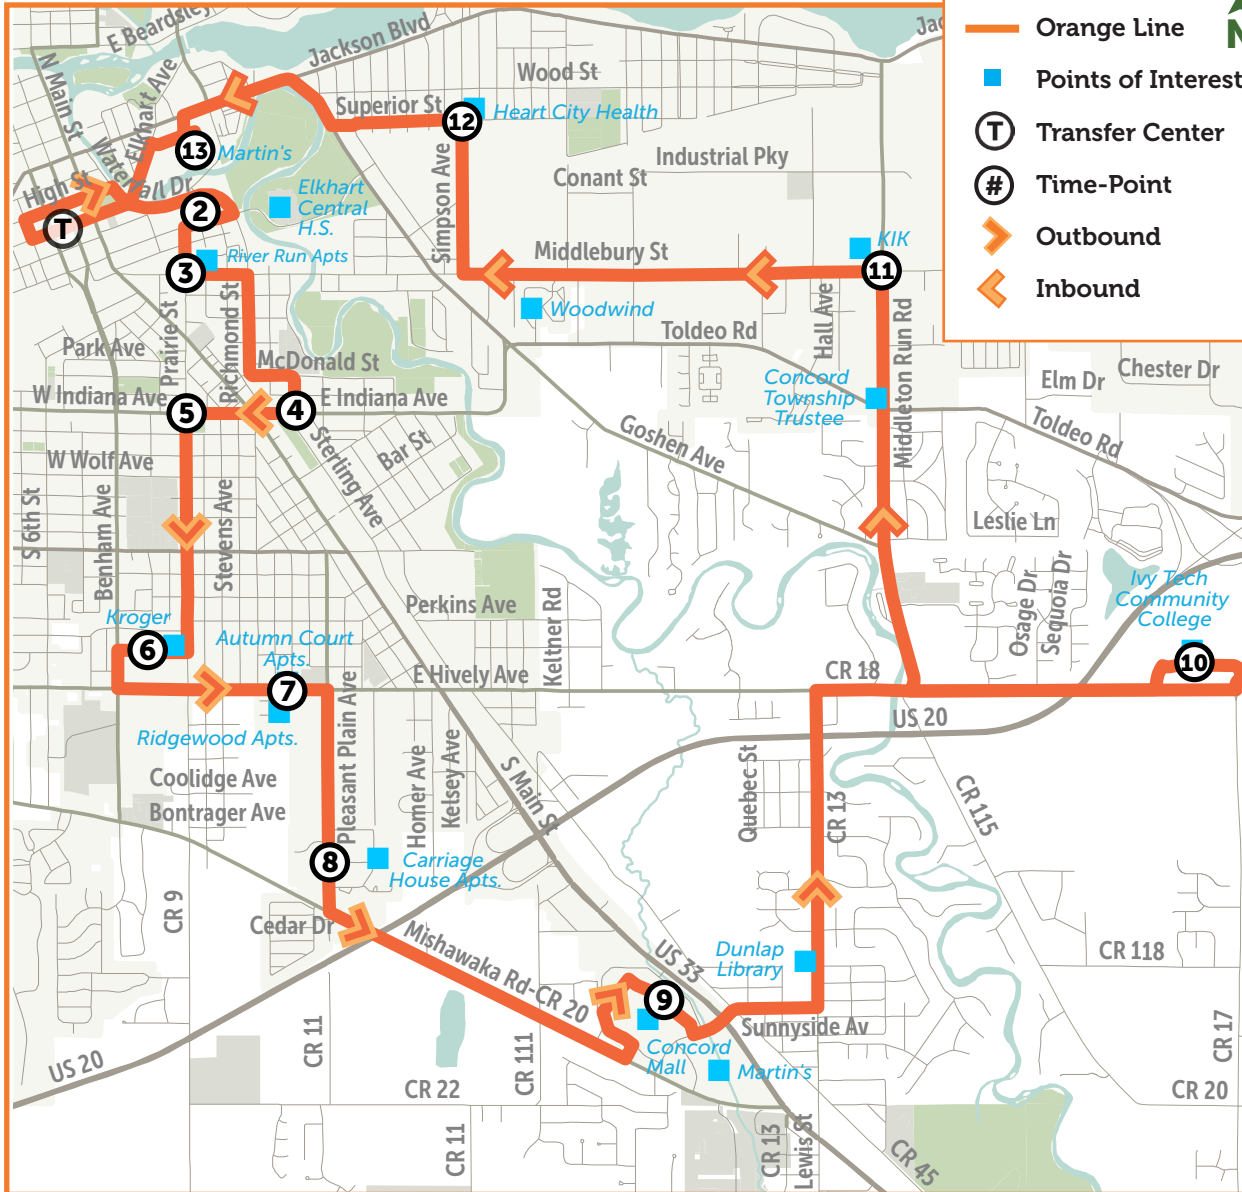 E Beardsley
Jackson Blvd
Jac
Orange Line
N
Points of Interest
T
Transfer Center
#
Time-Point
Outbound
Inbound
N Main St
Elkhart Ave
Waterfall Dr
High St
T
13
Martin's
2
Elkhart
Central
H.S.
River Run Apts
3
Superior St
12
Heart City Health
Wood St
Industrial Pky
Conant St
Simpson Ave
Middlebury St
KIK
11
Woodwind
Toldeo Rd
Hall Ave
Middleton Run Rd
Concord
Township
Trustee
Elm Dr
Chester Dr
Toldeo Rd
Prairie St
Richmond St
Park Ave
McDonald St
W Indiana Ave
5
4
E Indiana Ave
Sterling Ave
Bar St
Goshen Ave
W Wolf Ave
S 6th St
Benham Ave
Stevens Ave
Leslie Ln
Osage Dr
Sequoia Dr
Ivy Tech
Community
College
10
Perkins Ave
Keltner Rd
Kroger
6
Autumn Court
Apts.
7
E Hively Ave
CR 18
US 20
Ridgewood Apts.
Coolidge Ave
Bontrager Ave
Pleasant Plain Ave
Homer Ave
Kelsey Ave
S Main St
Quebec St
CR 13
CR 115
8
Carriage
House Apts.
CR 9
Cedar Dr
Mishawaka Rd-CR 20
US 33
Dunlap
Library
CR 118
9
Sunnyside Av
Concord
Mall
Martin's
US 20
CR 11
CR 111
CR 17
CR 22
CR 20
CR 11
CR 13
Lewis St
CR 45